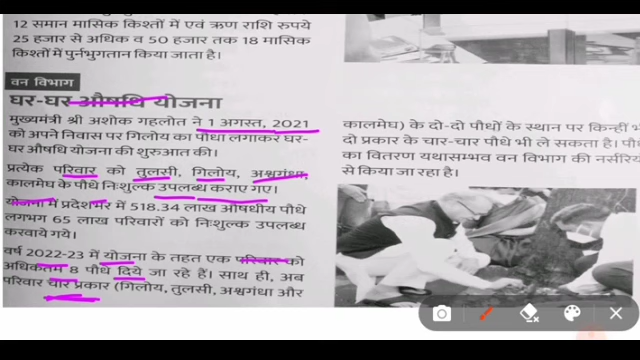 12 समान मासिक किश्तों में एवं ऋण राशि रुपये
25 हजार से अधिक व 50 हजार तक 18 मासिक
किश्तों में पुर्नभुगतान किया जाता है।
वन विभाग
घर-घर औषधि योजना
मुख्यमंत्री श्री अशोक गहलोत ने 1 अगस्त, 2021
को अपने निवास पर गिलोय का पौधा लगाकर घर-
घर औषधि योजना की शुरुआत की।
प्रत्येक परिवार को तुलसी, गिलोय, अश्वगंधा,
कालमेघ के पौधे निःशुल्क उपलब्ध कराए गए।
योजना में प्रदेशभर में 518.34 लाख औषधीय पौधे
लगभग 65 लाख परिवारों को निःशुल्क उपलब्ध
करवाये गये।
वर्ष 2022-23 में योजना के तहत एक परिवार को
अधिकतम 8 पौधे दिये जा रहे हैं। साथ ही, अब
परिवार चार प्रकार (गिलोय, तुलसी, अश्वगंधा और
कालमेघ) के दो-दो पौधों के स्थान पर किन्हीं
दो प्रकार के चार-चार पौधे भी ले सकता है।
का वितरण यथासम्भव वन विभाग की
से किया जा रहा है।